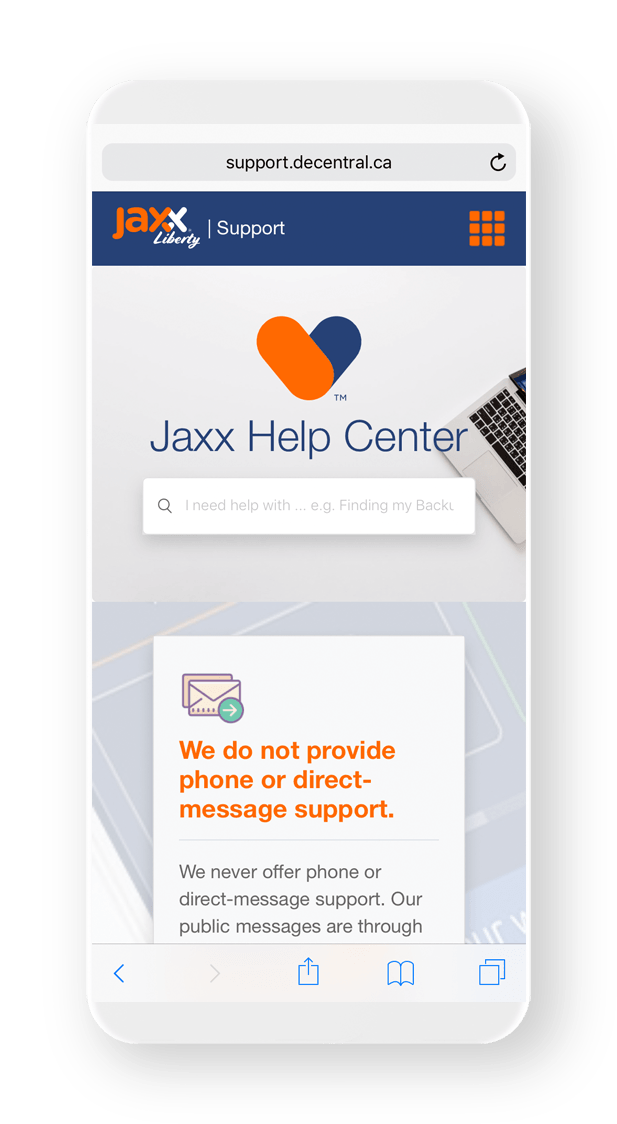 support.decentral.ca
jaxx Liberty | Support
TM
Jaxx Help Center
I need help with ... e.g. Finding my Backu
We do not provide
phone or direct-
message support.
We never offer phone or
direct-message support. Our
public messages are through